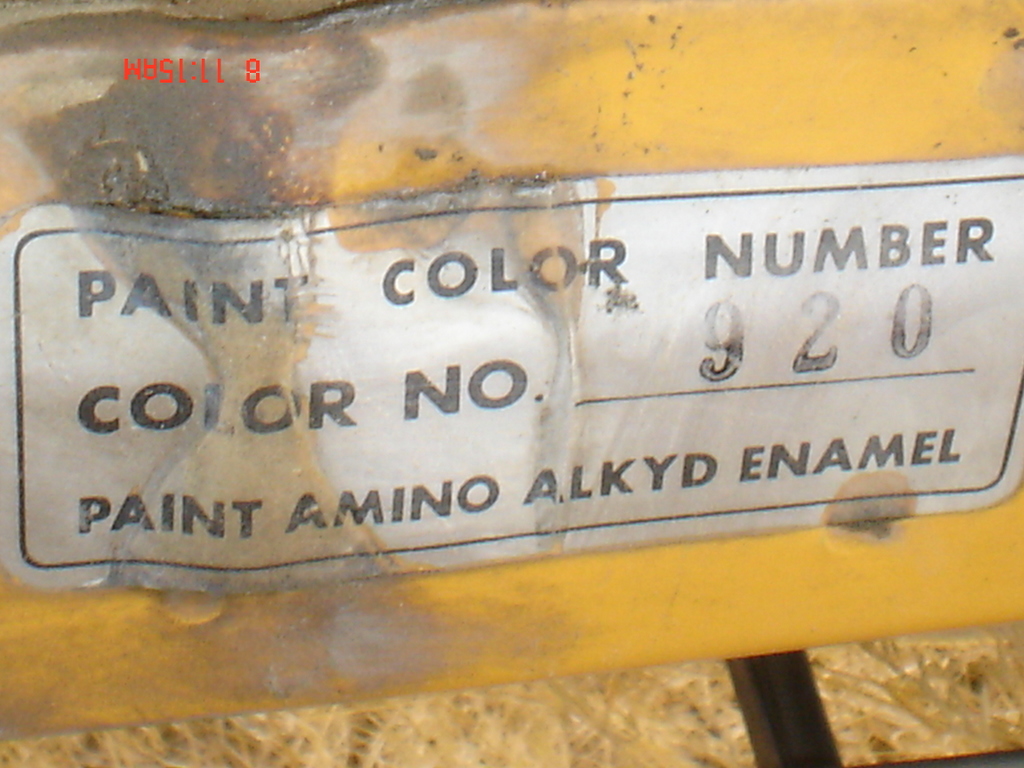 8 11:15AM
PAINT COLOR NUMBER
920
COLOR NO.
PAINT AMINO ALKYD ENAMEL